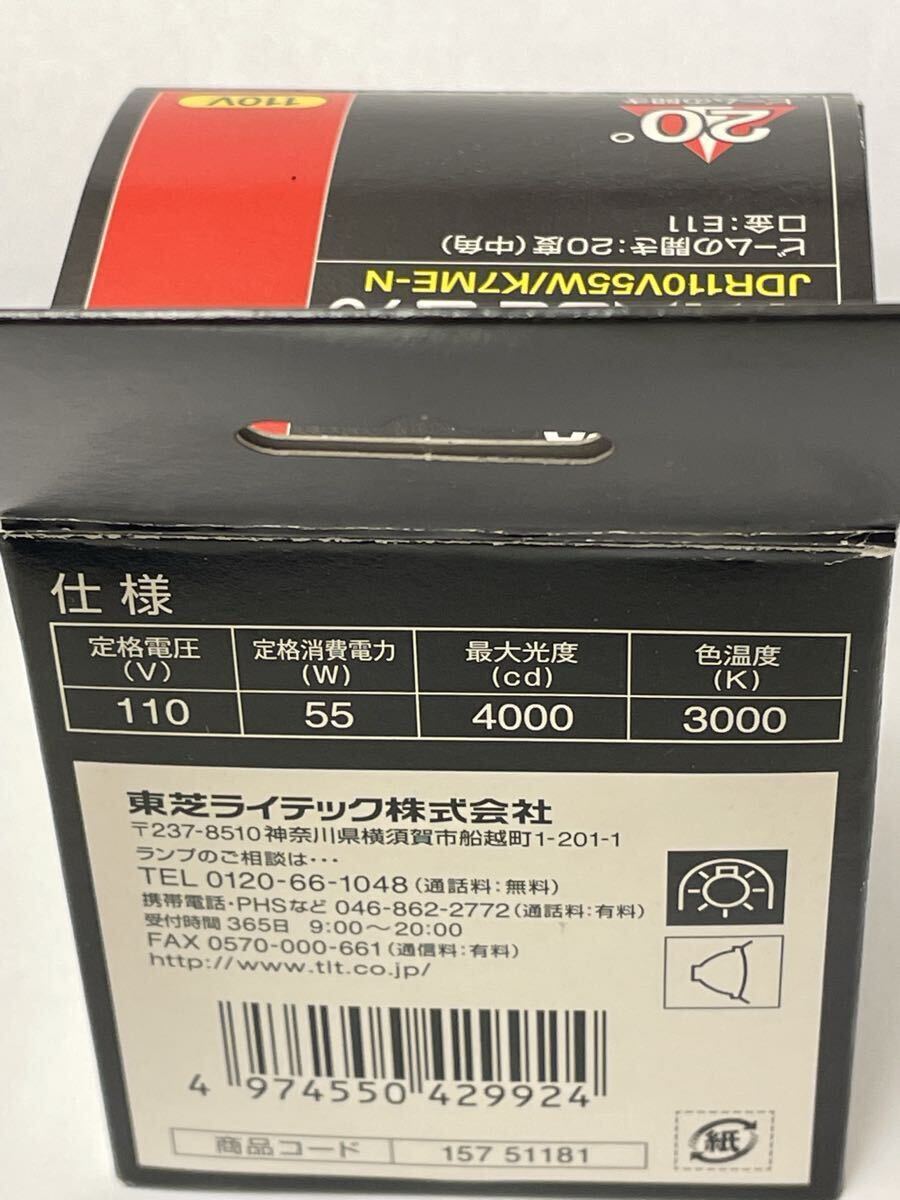 110V
20°
ビームの開き
口金:E11
ビームの開き:20度(中角)
JDR110V55W/K7ME-N
仕様
定格電圧(V) 定格消費電力(W) 最大光度(cd) 色温度(K)
110 55 4000 3000
東芝ライテック株式会社
〒237-8510 神奈川県横須賀市船越町1-201-1
ランプのご相談は・・・
TEL 0120-66-1048(通話料:無料)
携帯電話・PHSなど 046-862-2772(通話料:有料)
受付時間 365日 9:00〜20:00
FAX 0570-000-661(通信料:有料)
http://www.tlt.co.jp/
4 974550 429924
商品コード 157 51181
紙